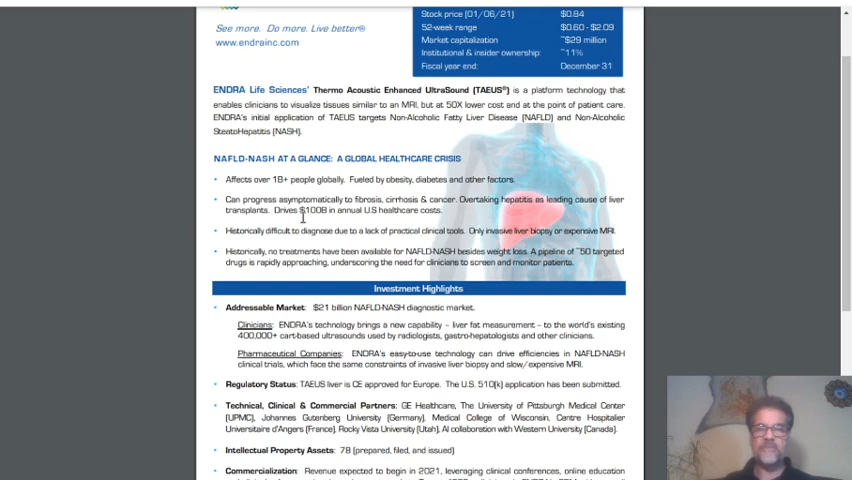 See more. Do more. Live better®
www.endrainc.com
Stock price (01/06/21) $0.84
52-week range $0.60 - $2.09
Market capitalization ~$29 million
Institutional & insider ownership: ~11%
Fiscal year end: December 31
ENDRA Life Sciences' Thermo Acoustic Enhanced UltraSound (TAEUS®) is a platform technology that
enables clinicians to visualize tissues similar to an MRI, but at 50X lower cost and at the point of patient care.
ENDRA's initial application of TAEUS targets Non-Alcoholic Fatty Liver Disease (NAFLD) and Non-Alcoholic
SteatoHepatitis (NASH).
NAFLD-NASH AT A GLANCE: A GLOBAL HEALTHCARE CRISIS
• Affects over 1B+ people globally. Fueled by obesity, diabetes and other factors.
• Can progress asymptomatically to fibrosis, cirrhosis & cancer. Overtaking hepatitis as leading cause of liver
transplants. Drives $100B in annual U.S healthcare costs.
• Historically difficult to diagnose due to a lack of practical clinical tools. Only invasive liver biopsy or expensive MRI.
• Historically, no treatments have been available for NAFLD-NASH besides weight loss. A pipeline of ~50 targeted
drugs is rapidly approaching, underscoring the need for clinicians to screen and monitor patients.
Investment Highlights
• Addressable Market: $21 billion NAFLD-NASH diagnostic market.
Clinicians: ENDRA's technology brings a new capability – liver fat measurement – to the world's existing
400,000+ cart-based ultrasounds used by radiologists, gastro-hepatologists and other clinicians.
Pharmaceutical Companies: ENDRA's easy-to-use technology can drive efficiencies in NAFLD-NASH
clinical trials, which face the same constraints of invasive liver biopsy and slow/expensive MRI.
• Regulatory Status: TAEUS liver is CE approved for Europe. The U.S. 510(k) application has been submitted.
• Technical, Clinical & Commercial Partners: GE Healthcare, The University of Pittsburgh Medical Center
(UPMC), Johannes Gutenberg University (Germany), Medical College of Wisconsin, Centre Hospitalier
Universitaire d'Angers (France), Rocky Vista University (Utah), AI collaboration with Western University (Canada).
• Intellectual Property Assets: 78 (prepared, filed, and issued)
• Commercialization: Revenue expected to begin in 2021, leveraging clinical conferences, online education